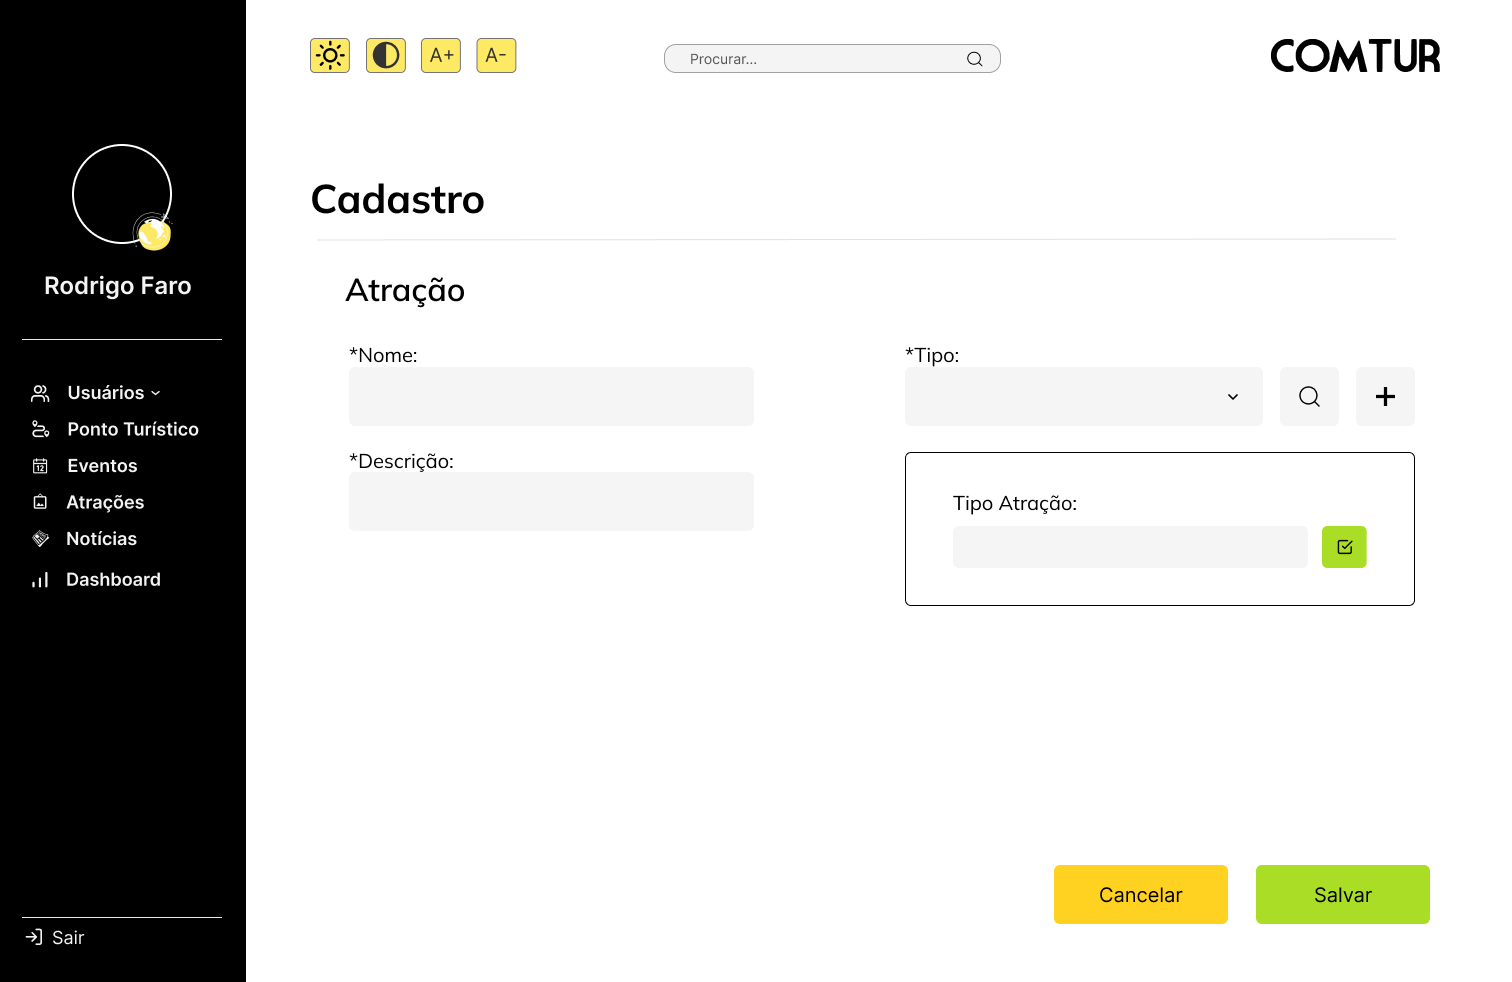 A+
A-
Procurar...
COMTUR
Rodrigo Faro
Usuários
Ponto Turístico
12
Eventos
Atrações
Notícias
Dashboard
Sair
Cadastro
Atração
*Nome:
*Tipo:
*Descrição:
Tipo Atração:
Cancelar
Salvar